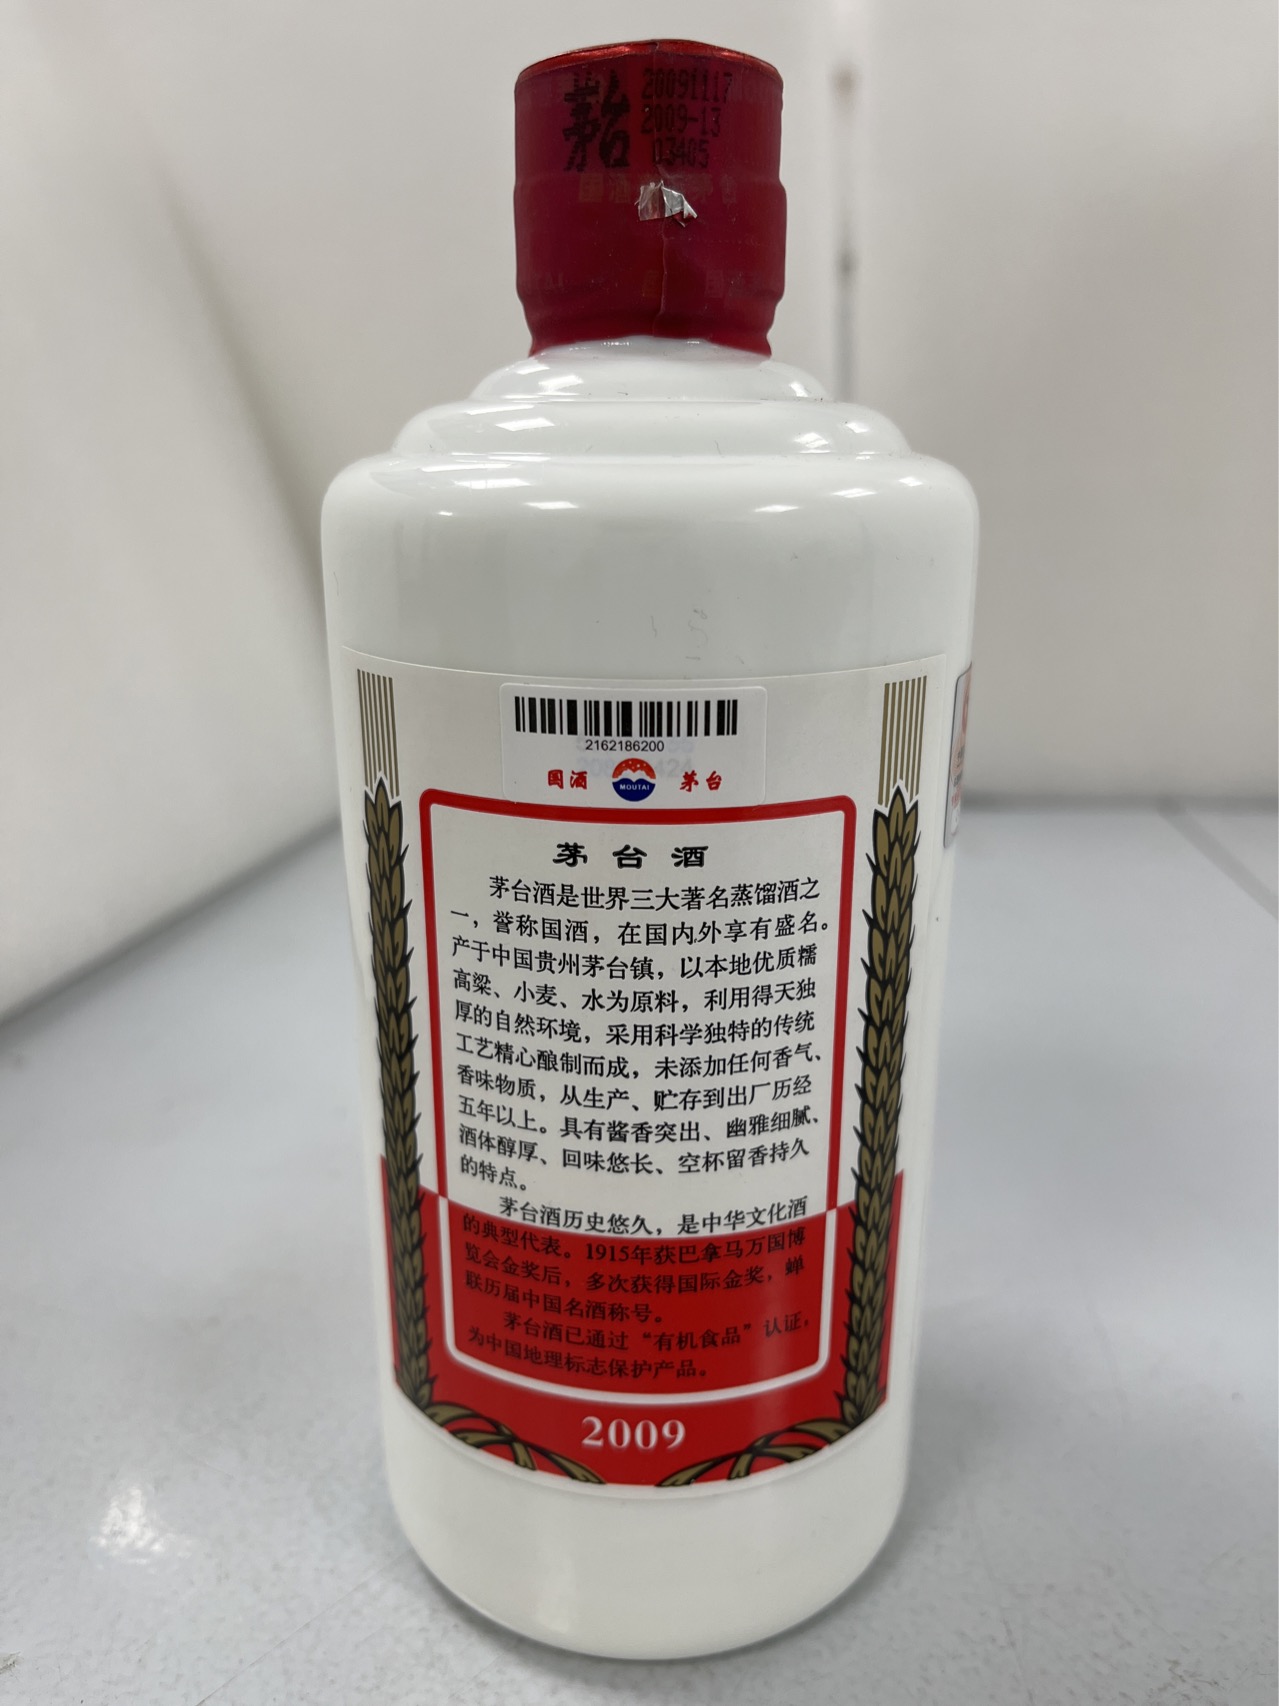 茅台
20091117
2009-13
03405
国酒
2162186200
国酒 MOUTAI 茅台
茅台酒
茅台酒是世界三大著名蒸馏酒之
一，誉称国酒，在国内外享有盛名。
产于中国贵州茅台镇，以本地优质糯
高粱、小麦、水为原料，利用得天独
厚的自然环境，采用科学独特的传统
工艺精心酿制而成，未添加任何香气、
香味物质，从生产、贮存到出厂历经
五年以上。具有酱香突出、幽雅细腻、
酒体醇厚、回味悠长、空杯留香持久
的特点。
茅台酒历史悠久，是中华文化酒
的典型代表。1915年获巴拿马万国博
览会金奖后，多次获得国际金奖，蝉
联历届中国名酒称号。
茅台酒已通过“有机食品”认证，
为中国地理标志保护产品。
2009